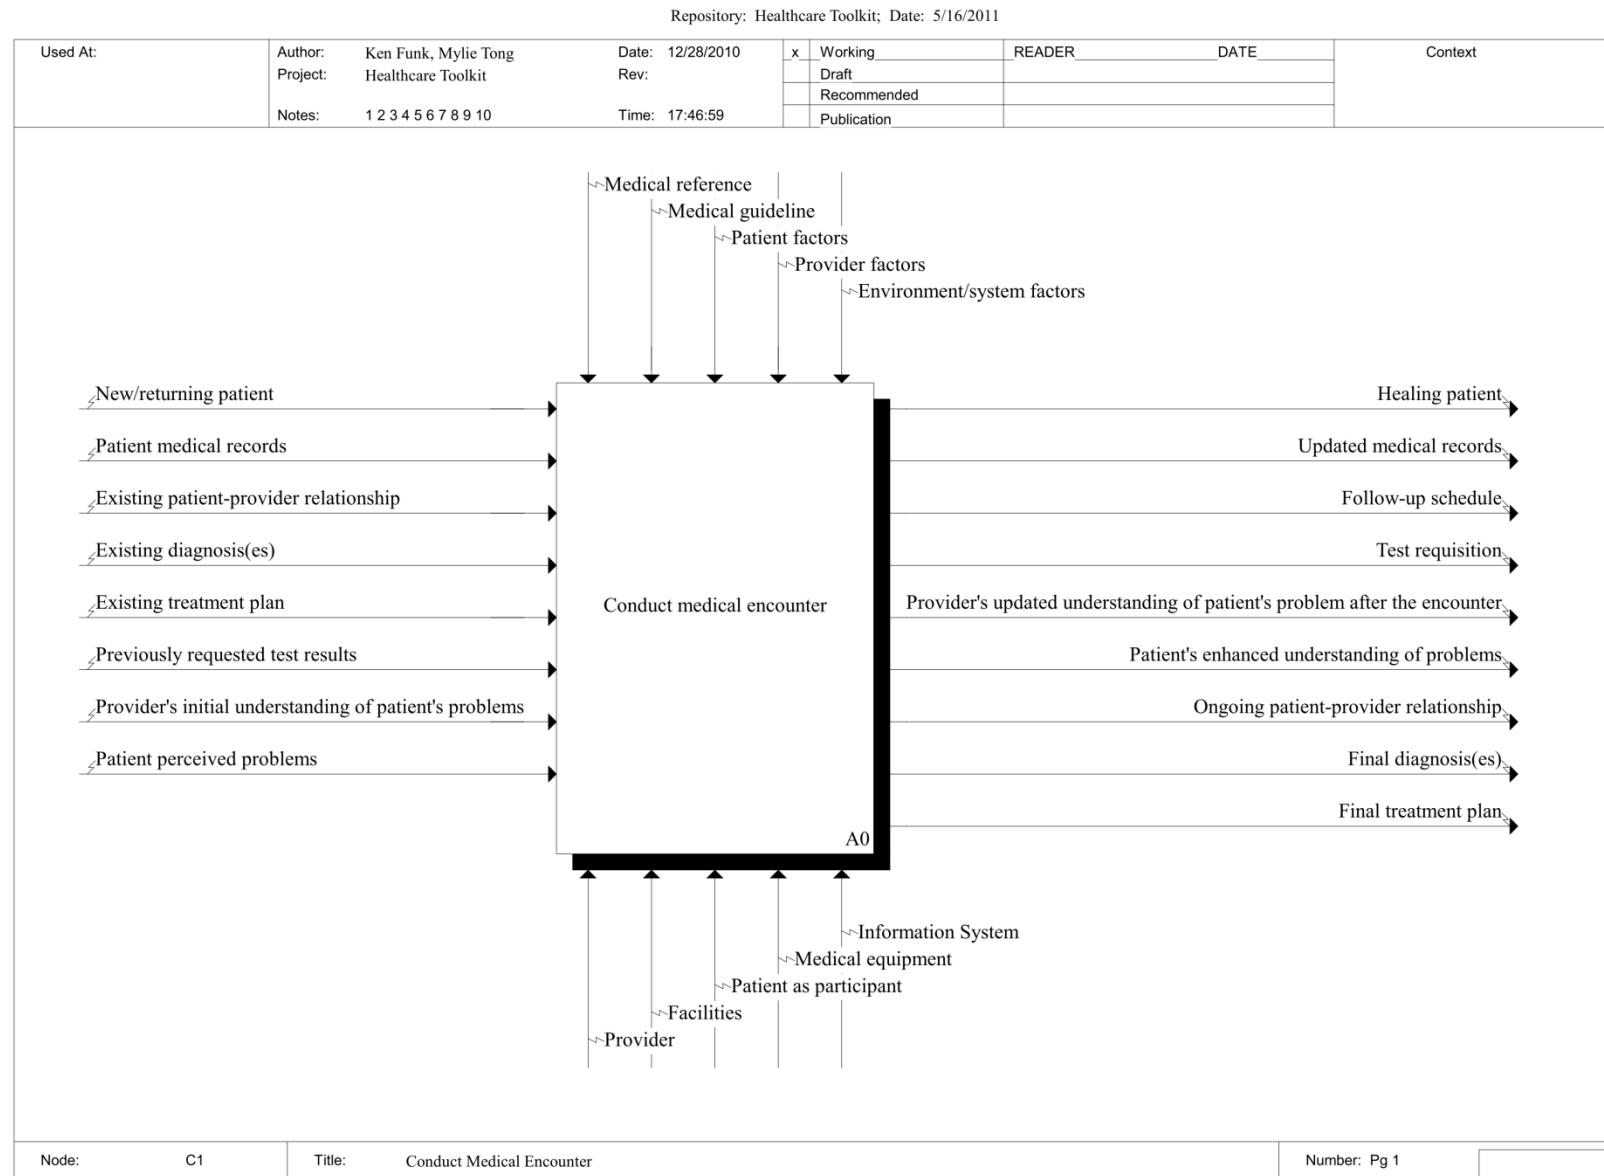 Repository: Healthcare Toolkit; Date: 5/16/2011
Used At:
Author: Ken Funk, Mylie Tong
Date: 12/28/2010
x Working
READER DATE
Context
Project: Healthcare Toolkit
Rev:
Draft
Recommended
Notes: 1 2 3 4 5 6 7 8 9 10
Time: 17:46:59
Publication
Medical reference
Medical guideline
Patient factors
Provider factors
Environment/system factors
New/returning patient
Patient medical records
Existing patient-provider relationship
Existing diagnosis(es)
Existing treatment plan
Previously requested test results
Provider's initial understanding of patient's problems
Patient perceived problems
Conduct medical encounter
A0
Healing patient
Updated medical records
Follow-up schedule
Test requisition
Provider's updated understanding of patient's problem after the encounter
Patient's enhanced understanding of problems
Ongoing patient-provider relationship
Final diagnosis(es)
Final treatment plan
Information System
Medical equipment
Patient as participant
Facilities
Provider
Node: C1
Title: Conduct Medical Encounter
Number: Pg 1